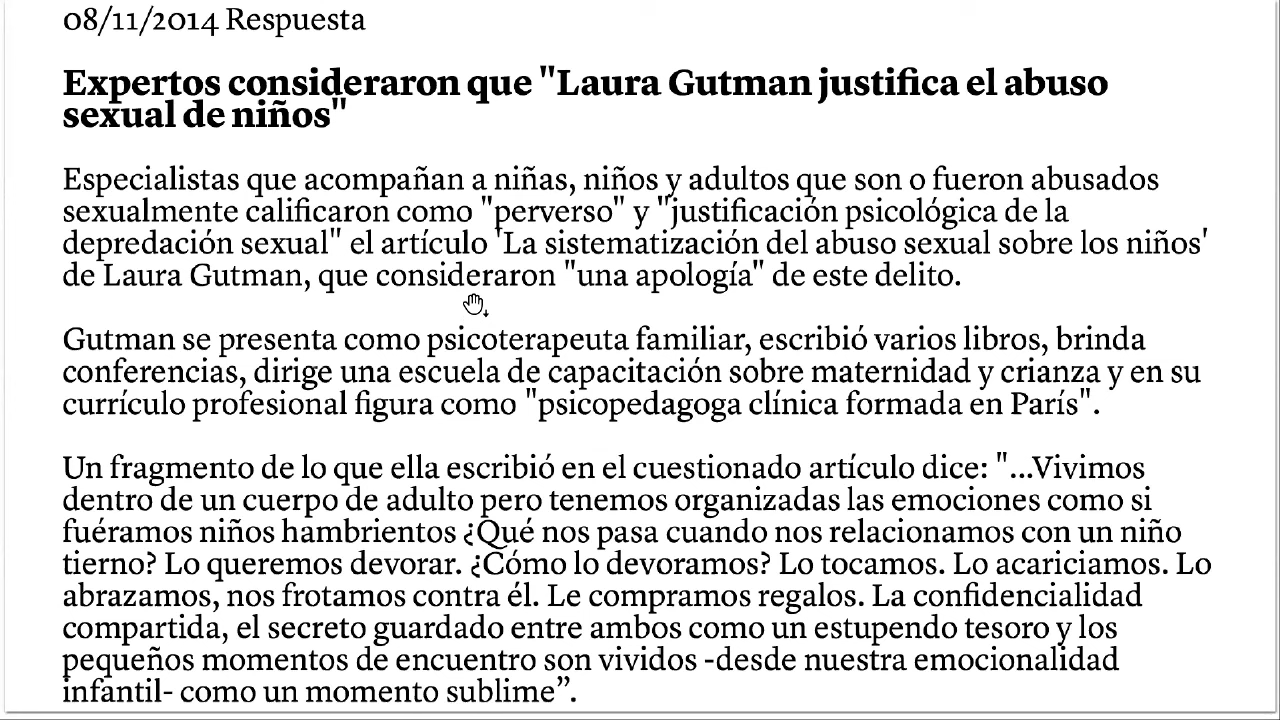 08/11/2014 Respuesta
Expertos consideraron que "Laura Gutman justifica el abuso
sexual de niños"
Especialistas que acompañan a niñas, niños y adultos que son o fueron abusados
sexualmente calificaron como "perverso" y "justificación psicológica de la
depredación sexual" el artículo 'La sistematización del abuso sexual sobre los niños'
de Laura Gutman, que consideraron "una apología" de este delito.
Gutman se presenta como psicoterapeuta familiar, escribió varios libros, brinda
conferencias, dirige una escuela de capacitación sobre maternidad y crianza y en su
currículo profesional figura como "psicopedagoga clínica formada en París".
Un fragmento de lo que ella escribió en el cuestionado artículo dice: "...Vivimos
dentro de un cuerpo de adulto pero tenemos organizadas las emociones como si
fuéramos niños hambrientos ¿Qué nos pasa cuando nos relacionamos con un niño
tierno? Lo queremos devorar. ¿Cómo lo devoramos? Lo tocamos. Lo acariciamos. Lo
abrazamos, nos frotamos contra él. Le compramos regalos. La confidencialidad
compartida, el secreto guardado entre ambos como un estupendo tesoro y los
pequeños momentos de encuentro son vividos -desde nuestra emocionalidad
infantil- como un momento sublime”.